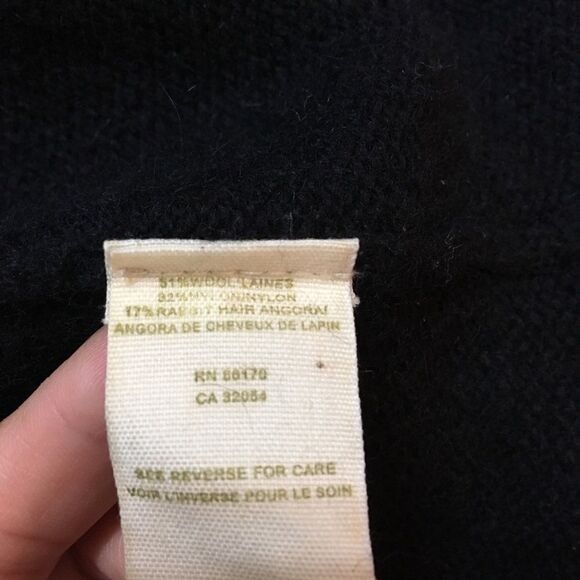 51% WOOL/LAINES
32% NYLON/NYLON
17% RABBIT HAIR ANGORA/
ANGORA DE CHEVEUX DE LAPIN
RN 66170
CA 32054
SEE REVERSE FOR CARE
VOIR L'INVERSE POUR LE SOIN